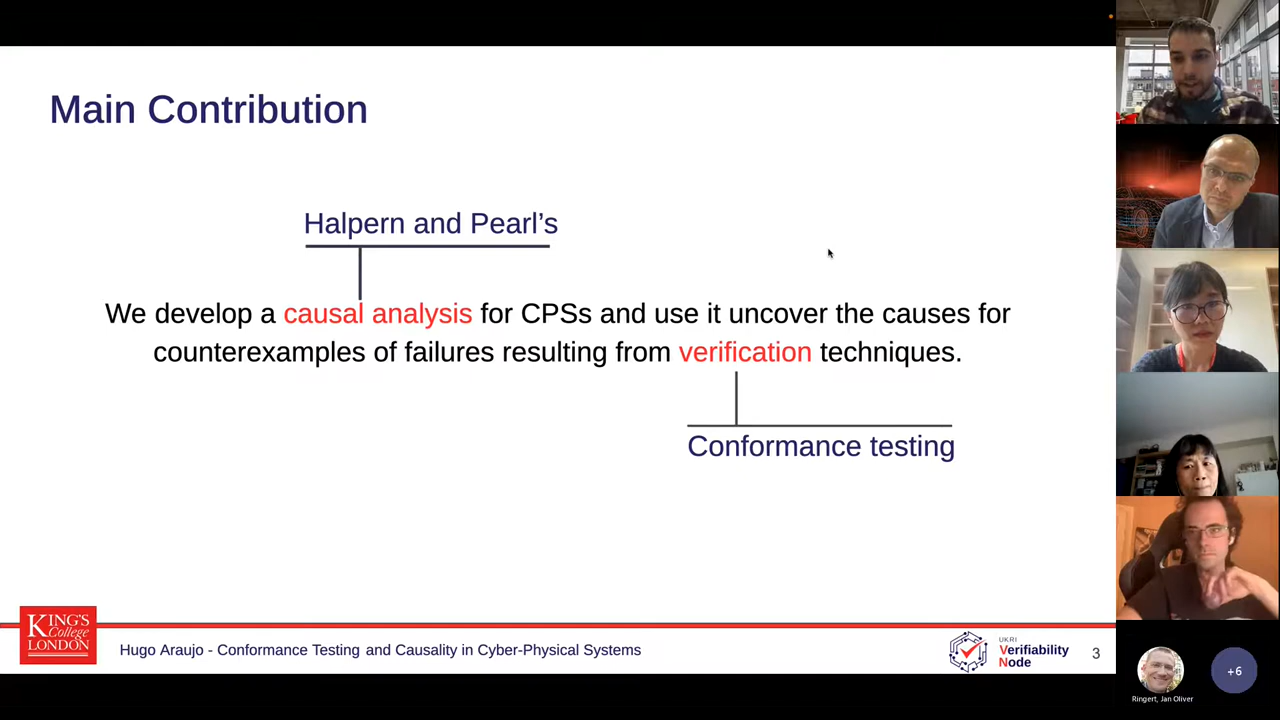 Main Contribution
Halpern and Pearl's
We develop a causal analysis for CPSs and use it uncover the causes for
counterexamples of failures resulting from verification techniques.
Conformance testing
KING'S
College
LONDON
Hugo Araujo - Conformance Testing and Causality in Cyber-Physical Systems
UKRI
Verifiability
Node
3
Ringert, Jan Oliver
+6